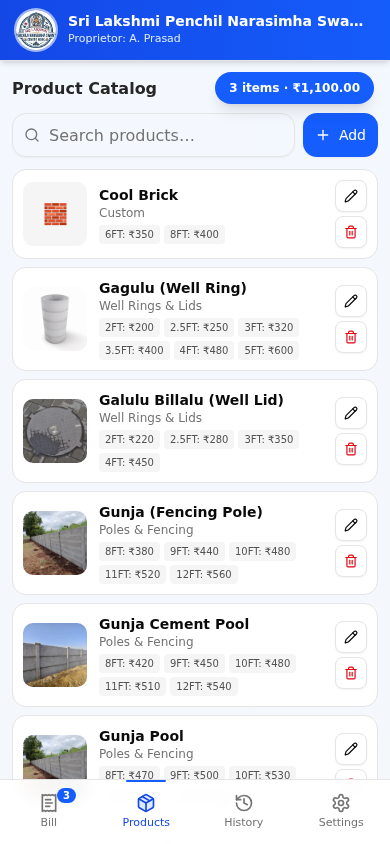 Sri Lakshmi Penchil Narasimha Swa...
Proprietor: A. Prasad
Product Catalog
3 items · ₹1,100.00
Search products...
Add
Cool Brick
Custom
6FT: ₹350 8FT: ₹400
Gagulu (Well Ring)
Well Rings & Lids
2FT: ₹200 2.5FT: ₹250 3FT: ₹320
3.5FT: ₹400 4FT: ₹480 5FT: ₹600
Galulu Billalu (Well Lid)
Well Rings & Lids
2FT: ₹220 2.5FT: ₹280 3FT: ₹350
4FT: ₹450
Gunja (Fencing Pole)
Poles & Fencing
8FT: ₹380 9FT: ₹440 10FT: ₹480
11FT: ₹520 12FT: ₹560
Gunja Cement Pool
Poles & Fencing
8FT: ₹420 9FT: ₹450 10FT: ₹480
11FT: ₹510 12FT: ₹540
Gunja Pool
Poles & Fencing
8FT: ₹470 9FT: ₹500 10FT: ₹530
3
Bill Products History Settings